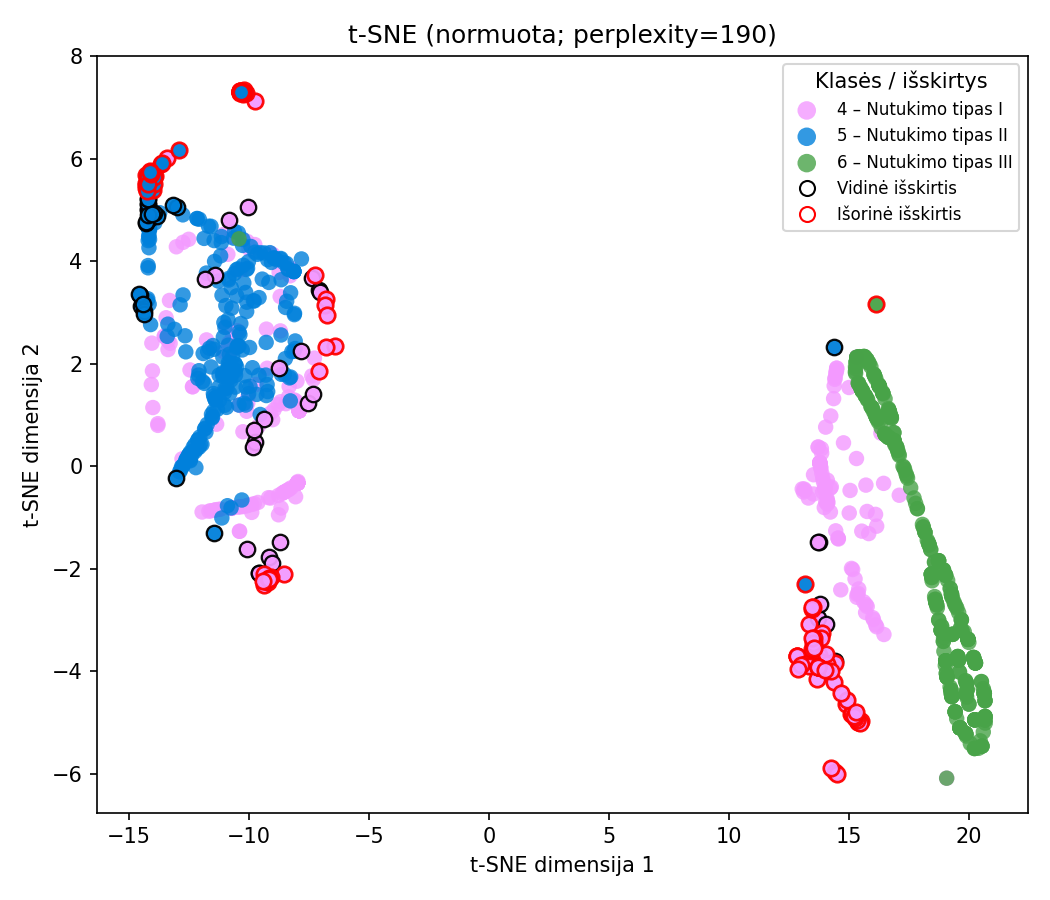 t-SNE (normuota; perplexity=190)
Klasės / išskirtys
4 – Nutukimo tipas I
5 – Nutukimo tipas II
6 – Nutukimo tipas III
Vidinė išskirtis
Išorinė išskirtis
8
6
4
2
0
−2
−4
−6
t-SNE dimensija 2
−15
−10
−5
0
5
10
15
20
t-SNE dimensija 1